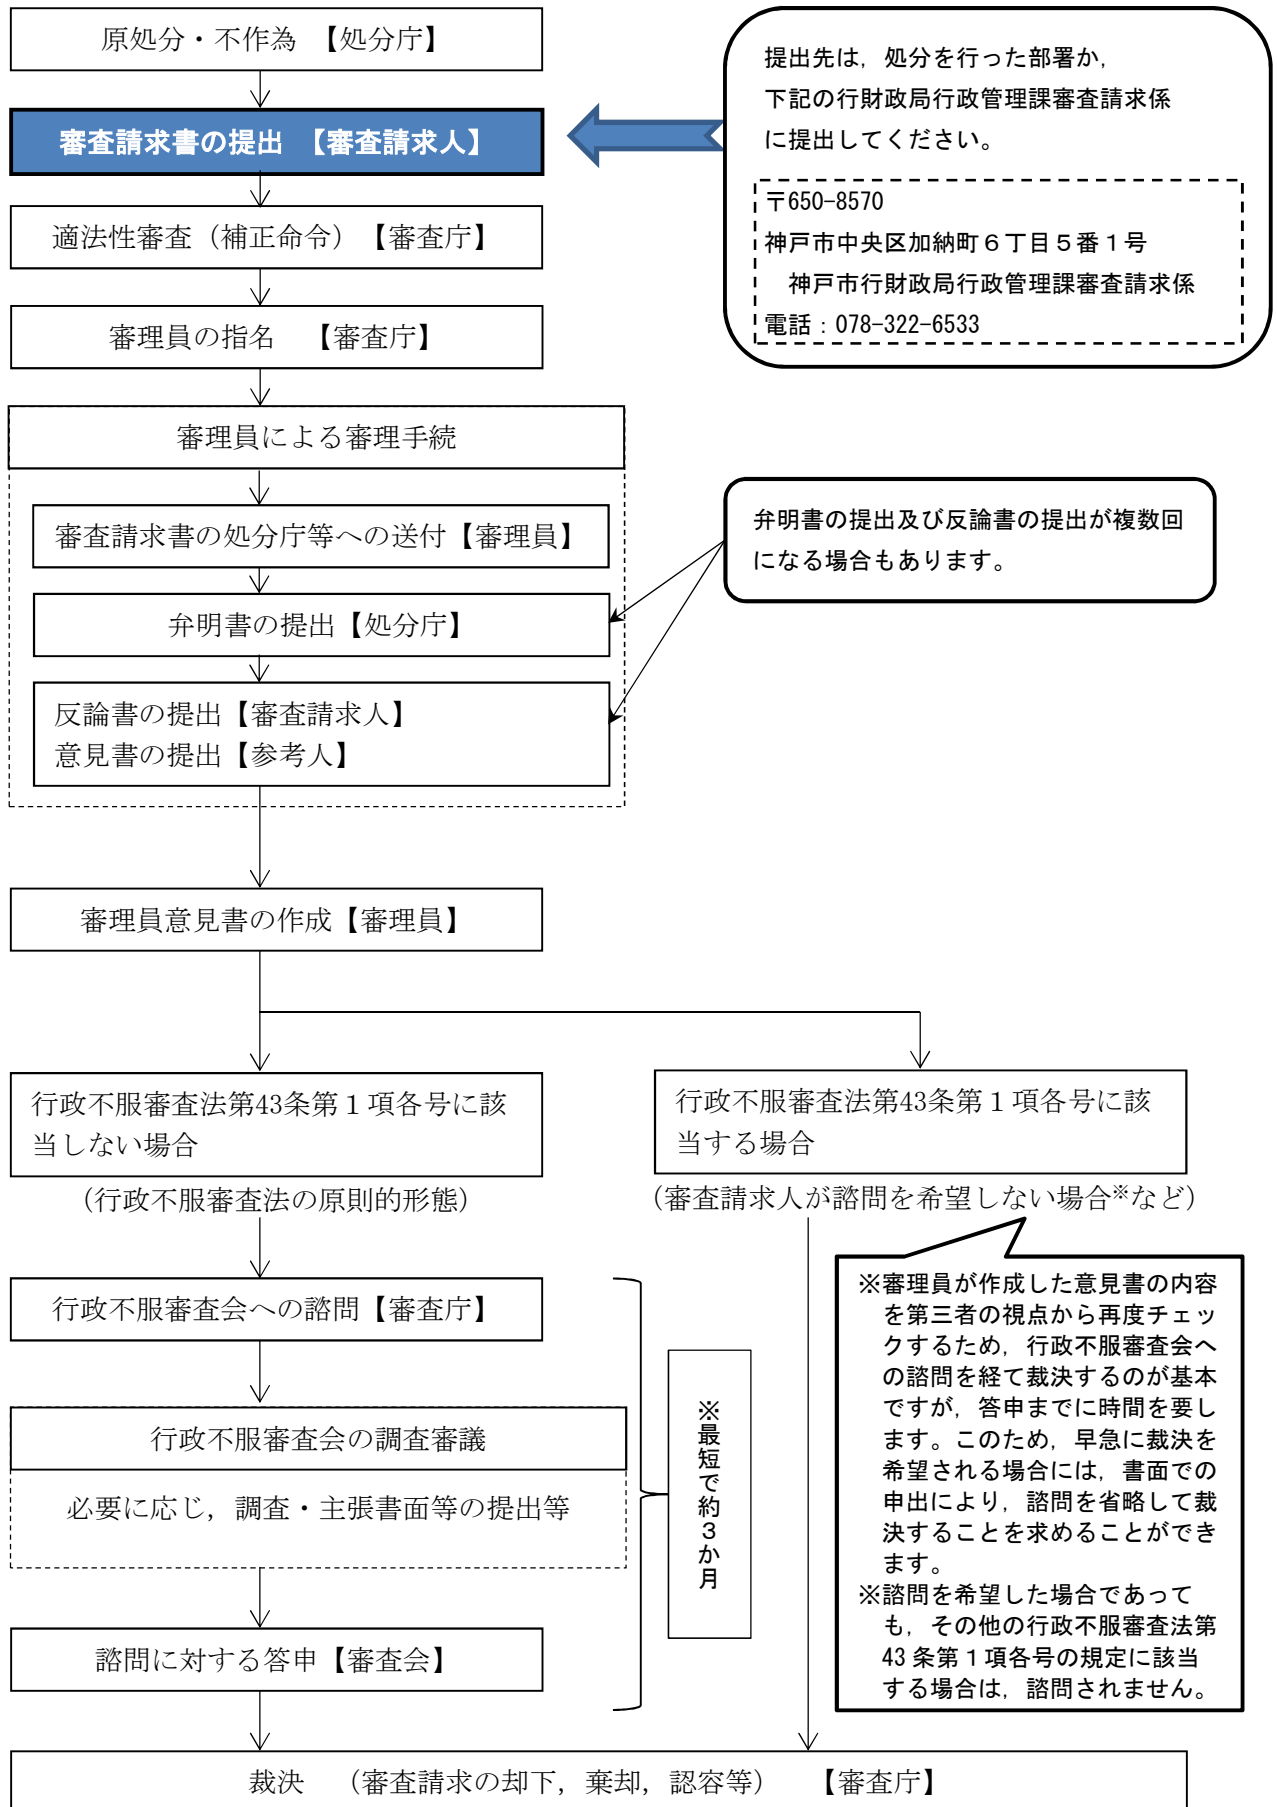 原処分・不作為　【処分庁】
審査請求書の提出　【審査請求人】
提出先は，処分を行った部署か，
下記の行財政局行政管理課審査請求係
に提出してください。
〒650-8570
神戸市中央区加納町６丁目５番１号
神戸市行財政局行政管理課審査請求係
電話：078-322-6533
適法性審査（補正命令）【審査庁】
審理員の指名　【審査庁】
審理員による審理手続
審査請求書の処分庁等への送付【審理員】
弁明書の提出【処分庁】
反論書の提出【審査請求人】
意見書の提出【参考人】
弁明書の提出及び反論書の提出が複数回
になる場合もあります。
審理員意見書の作成【審理員】
行政不服審査法第43条第１項各号に該
当しない場合
（行政不服審査法の原則的形態）
行政不服審査法第43条第１項各号に該
当する場合
（審査請求人が諮問を希望しない場合※など）
行政不服審査会への諮問【審査庁】
行政不服審査会の調査審議
必要に応じ，調査・主張書面等の提出等
諮問に対する答申【審査会】
※最短で約３か月
※審理員が作成した意見書の内容
を第三者の視点から再度チェッ
クするため，行政不服審査会へ
の諮問を経て裁決するのが基本
ですが，答申までに時間を要し
ます。このため，早急に裁決を
希望される場合には，書面での
申出により，諮問を省略して裁
決することを求めることができ
ます。
※諮問を希望した場合であって
も，その他の行政不服審査法第
43条第１項各号の規定に該当
する場合は，諮問されません。
裁決　（審査請求の却下，棄却，認容等）　【審査庁】